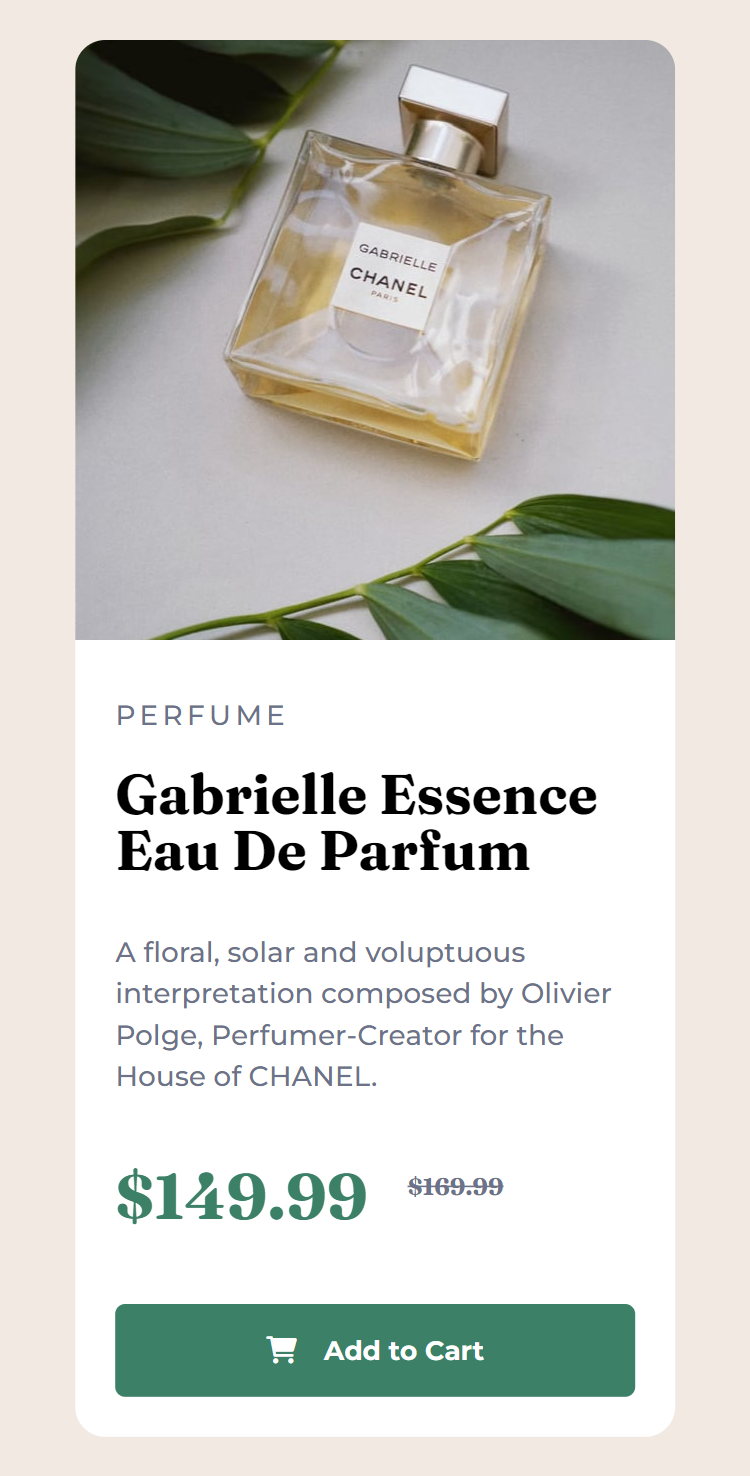 GABRIELLE
CHANEL
PARIS
PERFUME
Gabrielle Essence
Eau De Parfum
A floral, solar and voluptuous
interpretation composed by Olivier
Polge, Perfumer-Creator for the
House of CHANEL.
$149.99 $169.99
Add to Cart